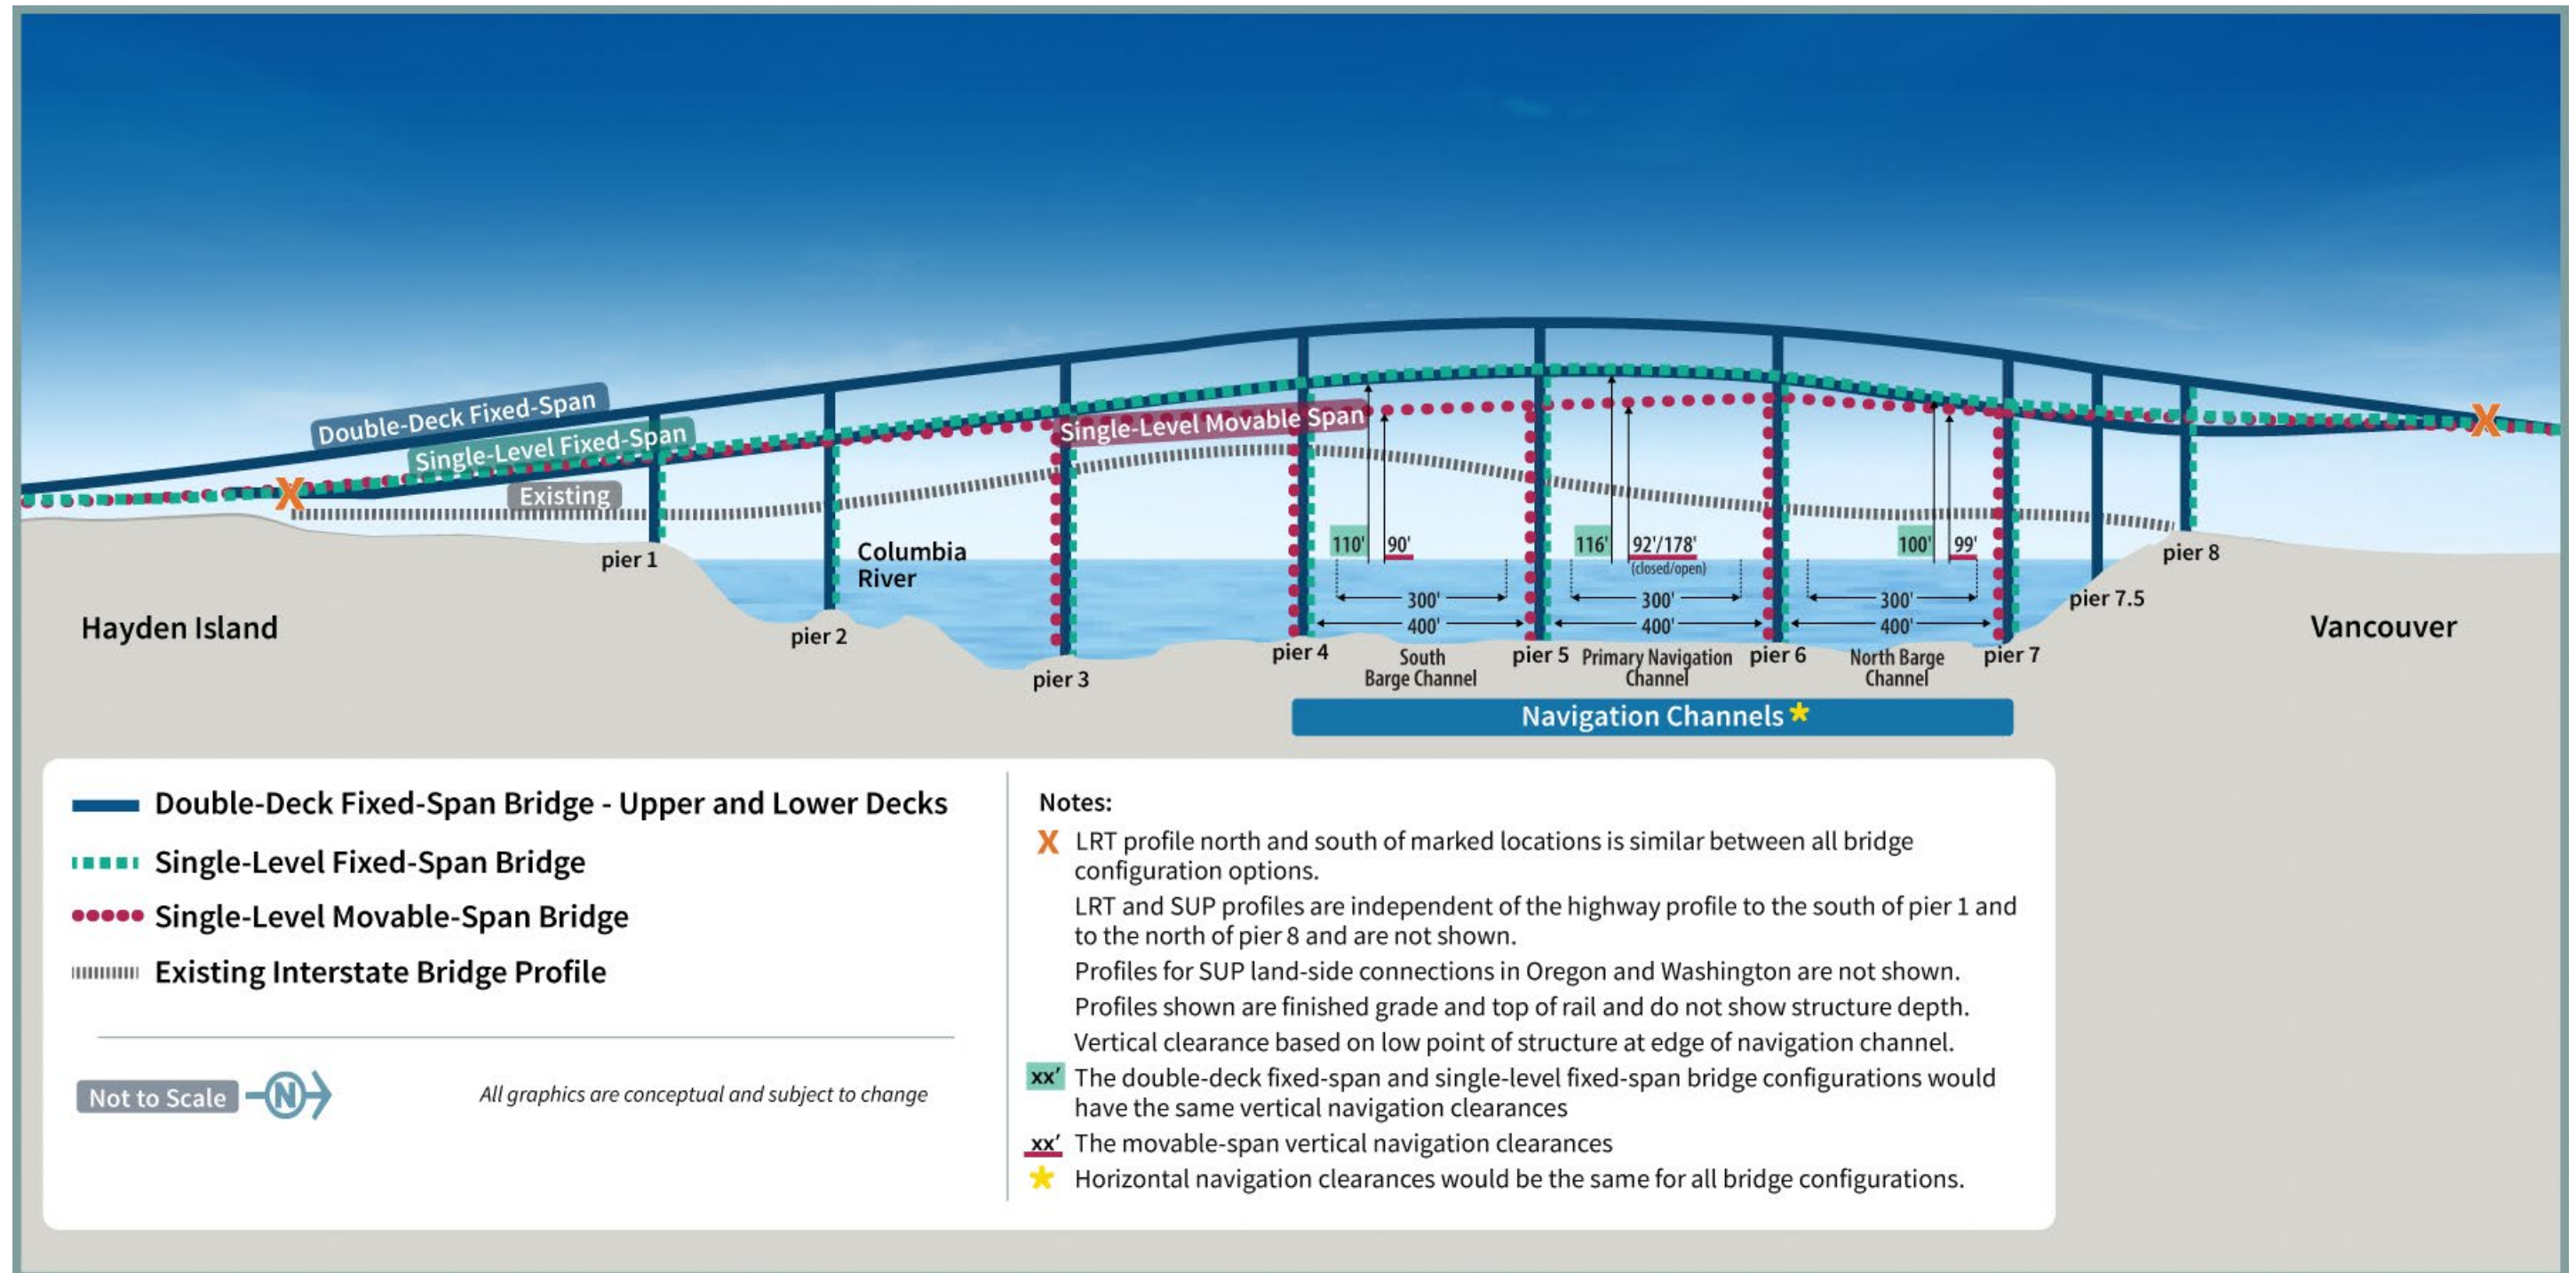 Double-Deck Fixed-Span
Single-Level Fixed-Span
Single-Level Movable Span
Existing
X
X
110'
90'
116'
92'/178'
(closed/open)
100'
99'
Columbia
River
300'
300'
300'
400'
400'
400'
Hayden Island
Vancouver
pier 1
pier 2
pier 3
pier 4
pier 5
pier 6
pier 7
pier 7.5
pier 8
South
Barge Channel
Primary Navigation
Channel
North Barge
Channel
Navigation Channels
Double-Deck Fixed-Span Bridge - Upper and Lower Decks
Single-Level Fixed-Span Bridge
Single-Level Movable-Span Bridge
Existing Interstate Bridge Profile
Not to Scale
N
All graphics are conceptual and subject to change
Notes:
X LRT profile north and south of marked locations is similar between all bridge
configuration options.
LRT and SUP profiles are independent of the highway profile to the south of pier 1 and
to the north of pier 8 and are not shown.
Profiles for SUP land-side connections in Oregon and Washington are not shown.
Profiles shown are finished grade and top of rail and do not show structure depth.
Vertical clearance based on low point of structure at edge of navigation channel.
xx' The double-deck fixed-span and single-level fixed-span bridge configurations would
have the same vertical navigation clearances
xx' The movable-span vertical navigation clearances
Horizontal navigation clearances would be the same for all bridge configurations.